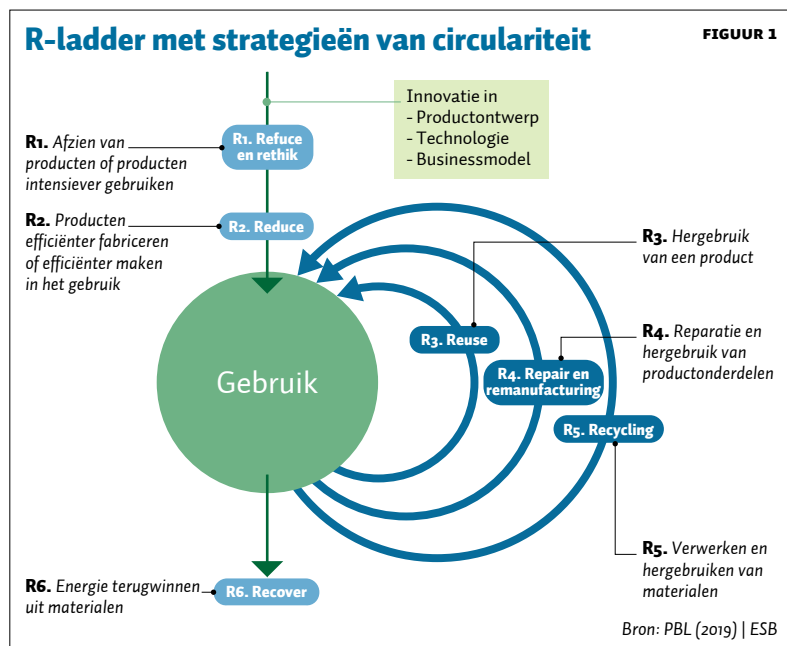 R-ladder met strategieën van circulariteit
FIGUUR 1
Innovatie in
- Productontwerp
- Technologie
- Businessmodel
R1. Refuce
en rethik
R1. Afzien van
producten of producten
intensiever gebruiken
R2. Reduce
R2. Producten
efficiënter fabriceren
of efficiënter maken
in het gebruik
R3. Hergebruik
van een product
R3. Reuse
R4. Reparatie en
hergebruik van
productonderdelen
R4. Repair en
remanufacturing
Gebruik
R5. Recycling
R5. Verwerken en
hergebruiken van
materialen
R6. Energie terugwinnen
uit materialen
R6. Recover
Bron: PBL (2019) | ESB